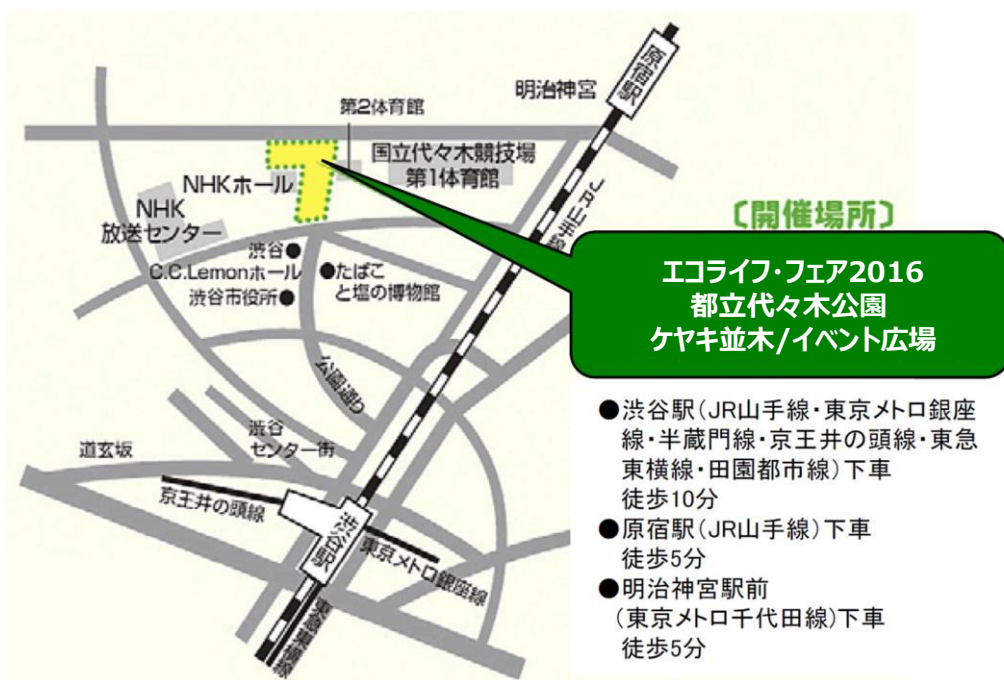 原宿駅
明治神宮
第2体育館
国立代々木競技場
第1体育館
NHKホール
NHK
放送センター
JR山手線
渋谷●
C.C.Lemonホール
渋谷市役所●
●たばこ
と塩の博物館
公園通り
渋谷
センター街
道玄坂
京王井の頭線
渋谷駅
東京メトロ銀座線
東急東横線
〔開催場所〕
エコライフ・フェア2016
都立代々木公園
ケヤキ並木/イベント広場
●渋谷駅(JR山手線・東京メトロ銀座
線・半蔵門線・京王井の頭線・東急
東横線・田園都市線)下車
徒歩10分
●原宿駅(JR山手線)下車
徒歩5分
●明治神宮駅前
(東京メトロ千代田線)下車
徒歩5分